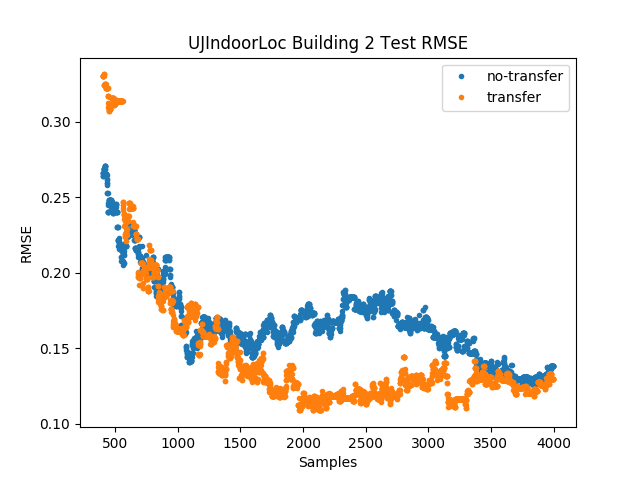 UJIndoorLoc Building 2 Test RMSE
no-transfer
transfer
RMSE
0.30
0.25
0.20
0.15
0.10
500 1000 1500 2000 2500 3000 3500 4000
Samples